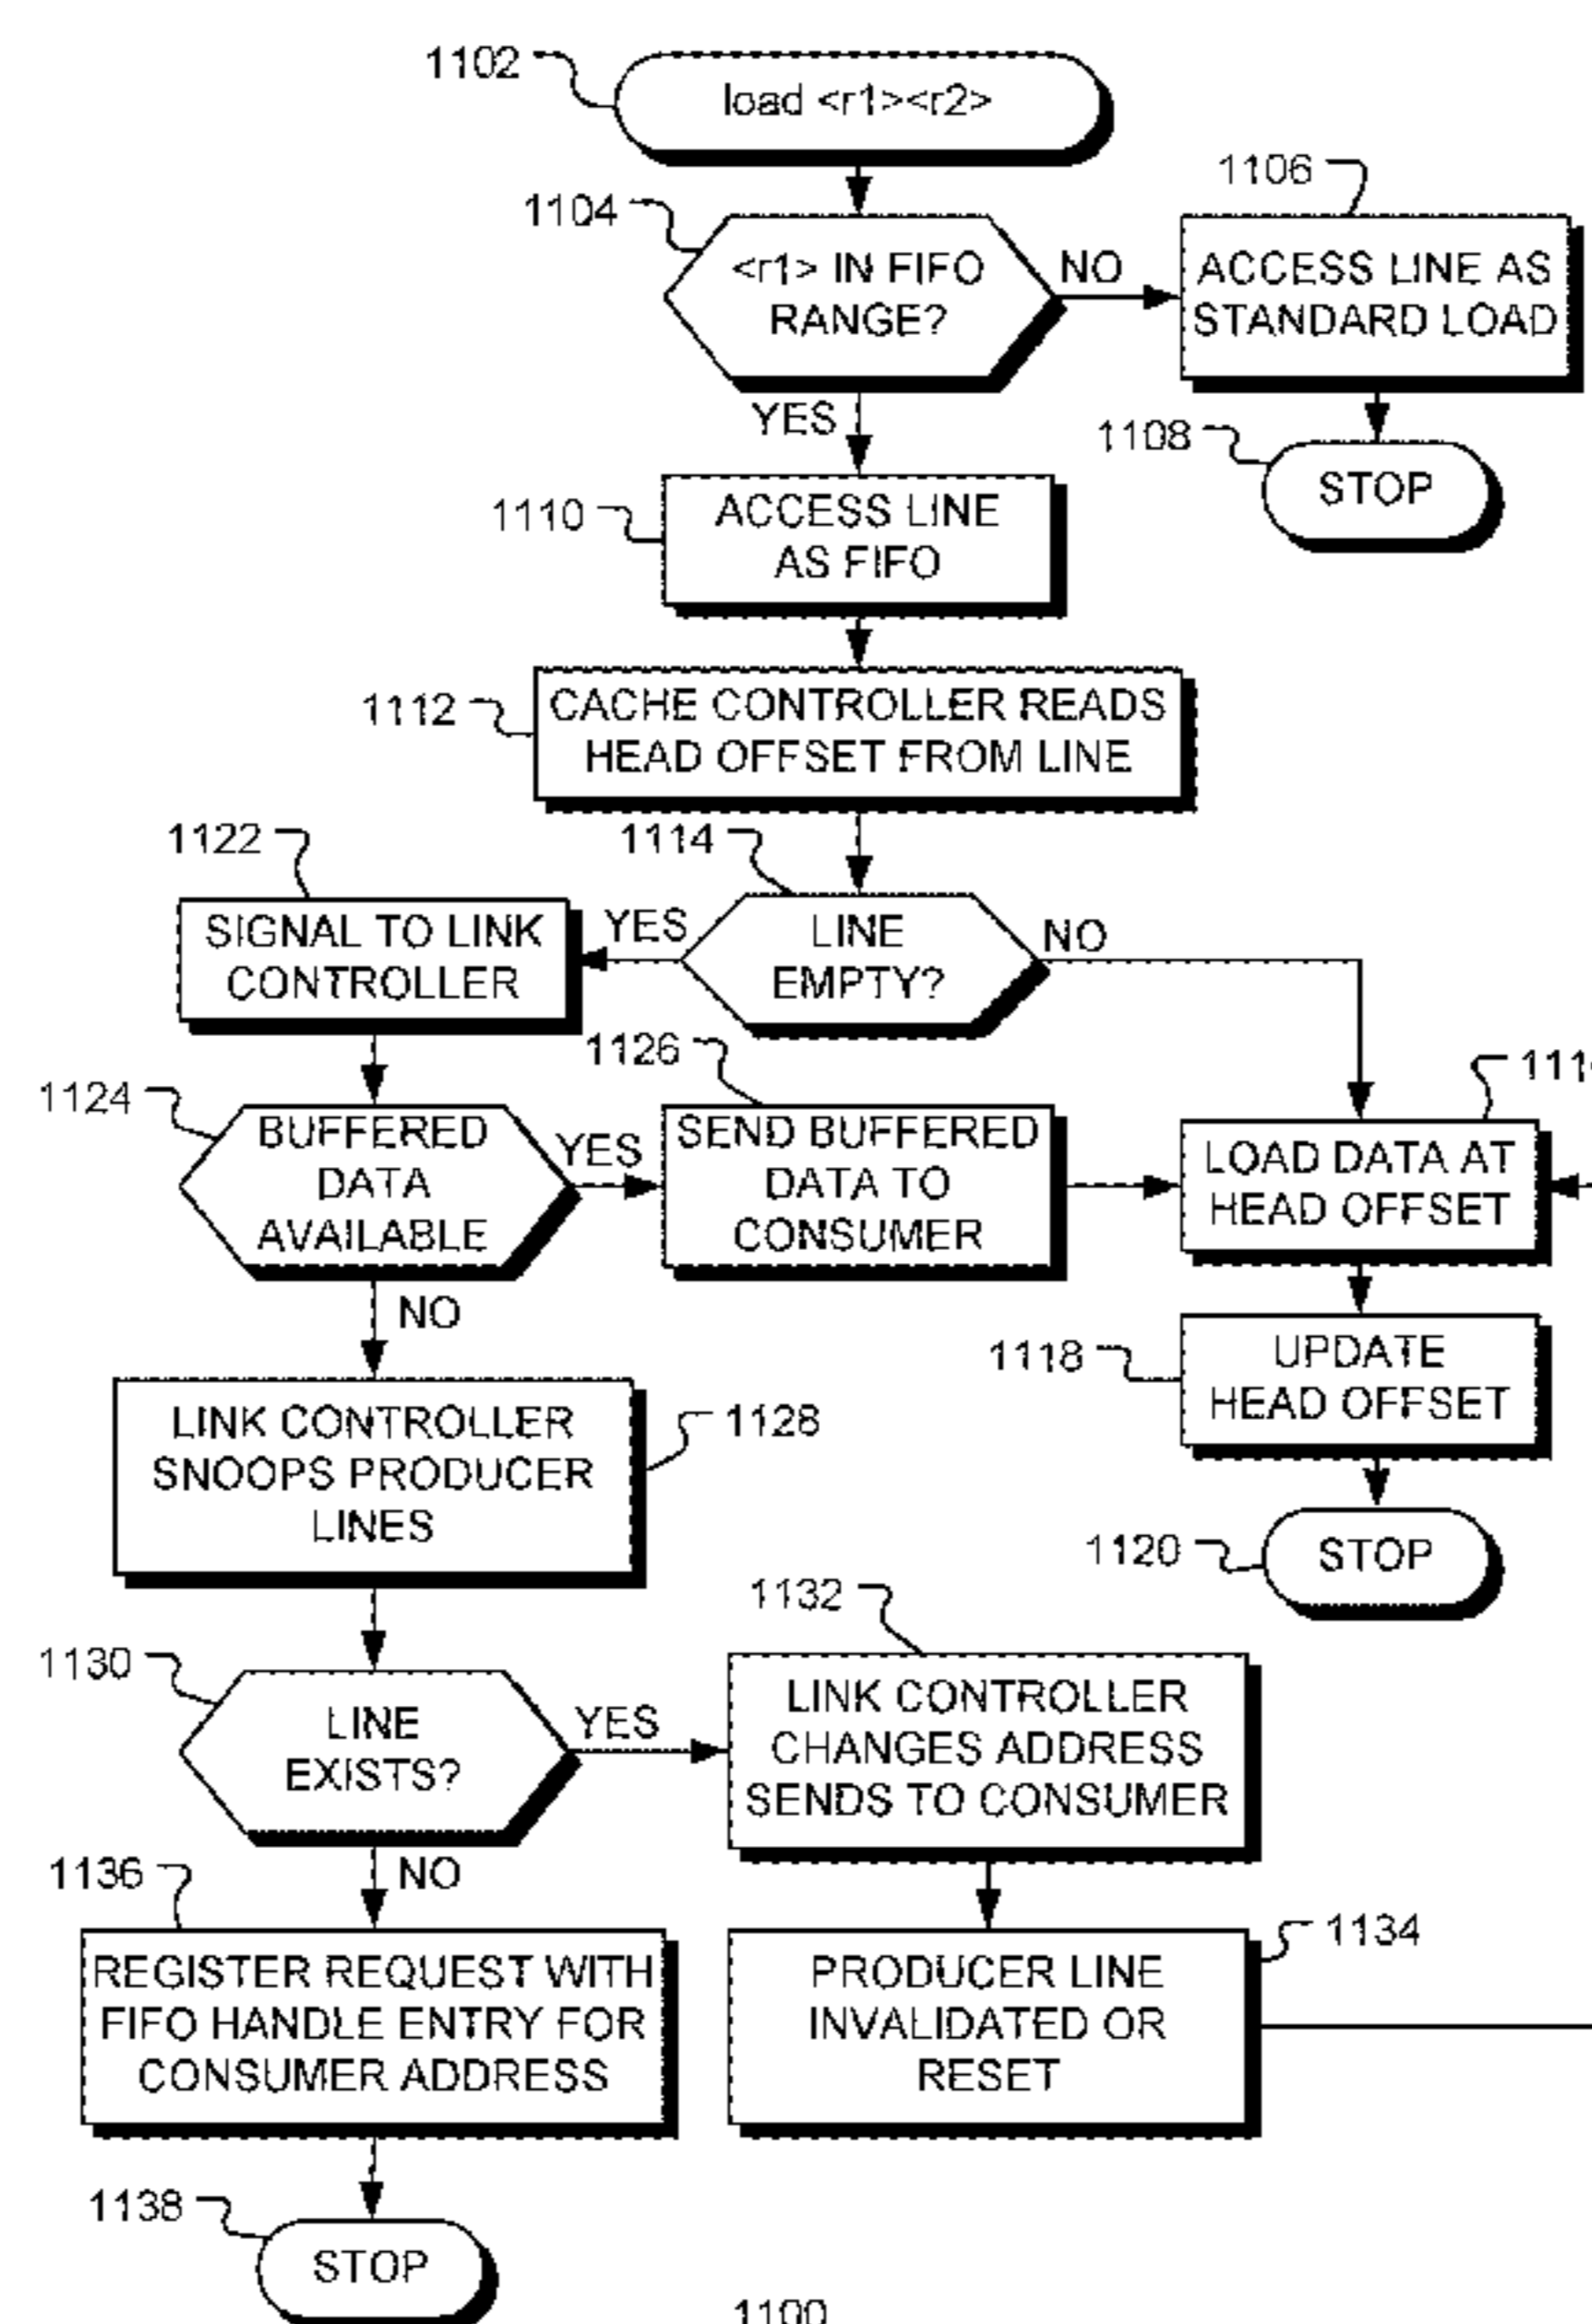 1102
load <r1><r2>
1104
<r1> IN FIFO
RANGE?
NO
1106
ACCESS LINE AS
STANDARD LOAD
YES
1108
STOP
1110
ACCESS LINE
AS FIFO
1112
CACHE CONTROLLER READS
HEAD OFFSET FROM LINE
1122
1114
SIGNAL TO LINK
CONTROLLER
YES
LINE
EMPTY?
NO
1124
BUFFERED
DATA
AVAILABLE
YES
1126
SEND BUFFERED
DATA TO
CONSUMER
LOAD DATA AT
HEAD OFFSET
NO
1118
UPDATE
HEAD OFFSET
LINK CONTROLLER
SNOOPS PRODUCER
LINES
1128
1120
STOP
1130
LINE
EXISTS?
YES
1132
LINK CONTROLLER
CHANGES ADDRESS
SENDS TO CONSUMER
NO
1136
REGISTER REQUEST WITH
FIFO HANDLE ENTRY FOR
CONSUMER ADDRESS
PRODUCER LINE
INVALIDATED OR
RESET
1134
1138
STOP
1100